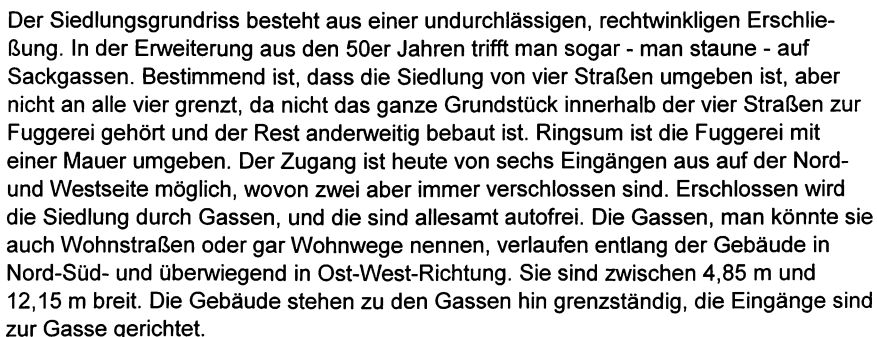 Der Siedlungsgrundriss besteht aus einer undurchlässigen, rechtwinkligen Erschlie-
ßung. In der Erweiterung aus den 50er Jahren trifft man sogar - man staune - auf
Sackgassen. Bestimmend ist, dass die Siedlung von vier Straßen umgeben ist, aber
nicht an alle vier grenzt, da nicht das ganze Grundstück innerhalb der vier Straßen zur
Fuggerei gehört und der Rest anderweitig bebaut ist. Ringsum ist die Fuggerei mit
einer Mauer umgeben. Der Zugang ist heute von sechs Eingängen aus auf der Nord-
und Westseite möglich, wovon zwei aber immer verschlossen sind. Erschlossen wird
die Siedlung durch Gassen, und die sind allesamt autofrei. Die Gassen, man könnte sie
auch Wohnstraßen oder gar Wohnwege nennen, verlaufen entlang der Gebäude in
Nord-Süd- und überwiegend in Ost-West-Richtung. Sie sind zwischen 4,85 m und
12,15 m breit. Die Gebäude stehen zu den Gassen hin grenzständig, die Eingänge sind
zur Gasse gerichtet.